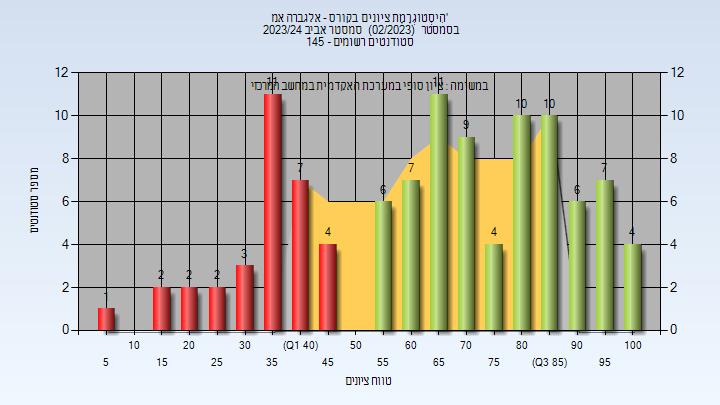 היסטוגרמת ציונים בקורס - אלגברה אמ'
בסמסטר (02/2023) סמסטר אביב 2023/24
סטודנטים רשומים - 145
במשימה : ציון סופי במערכת האקדמית במחשב המרכזי
מספר סטודנטים
12 12
10 10
8 8
6 6
4 4
2 2
0 0
1 2 2 2 3 11 7 4 6 7 11 9 4 10 10 6 7 4
10 20 30 (Q1 40) 50 60 70 80 90 100
5 15 25 35 45 55 65 75 (Q3 85) 95
טווח ציונים